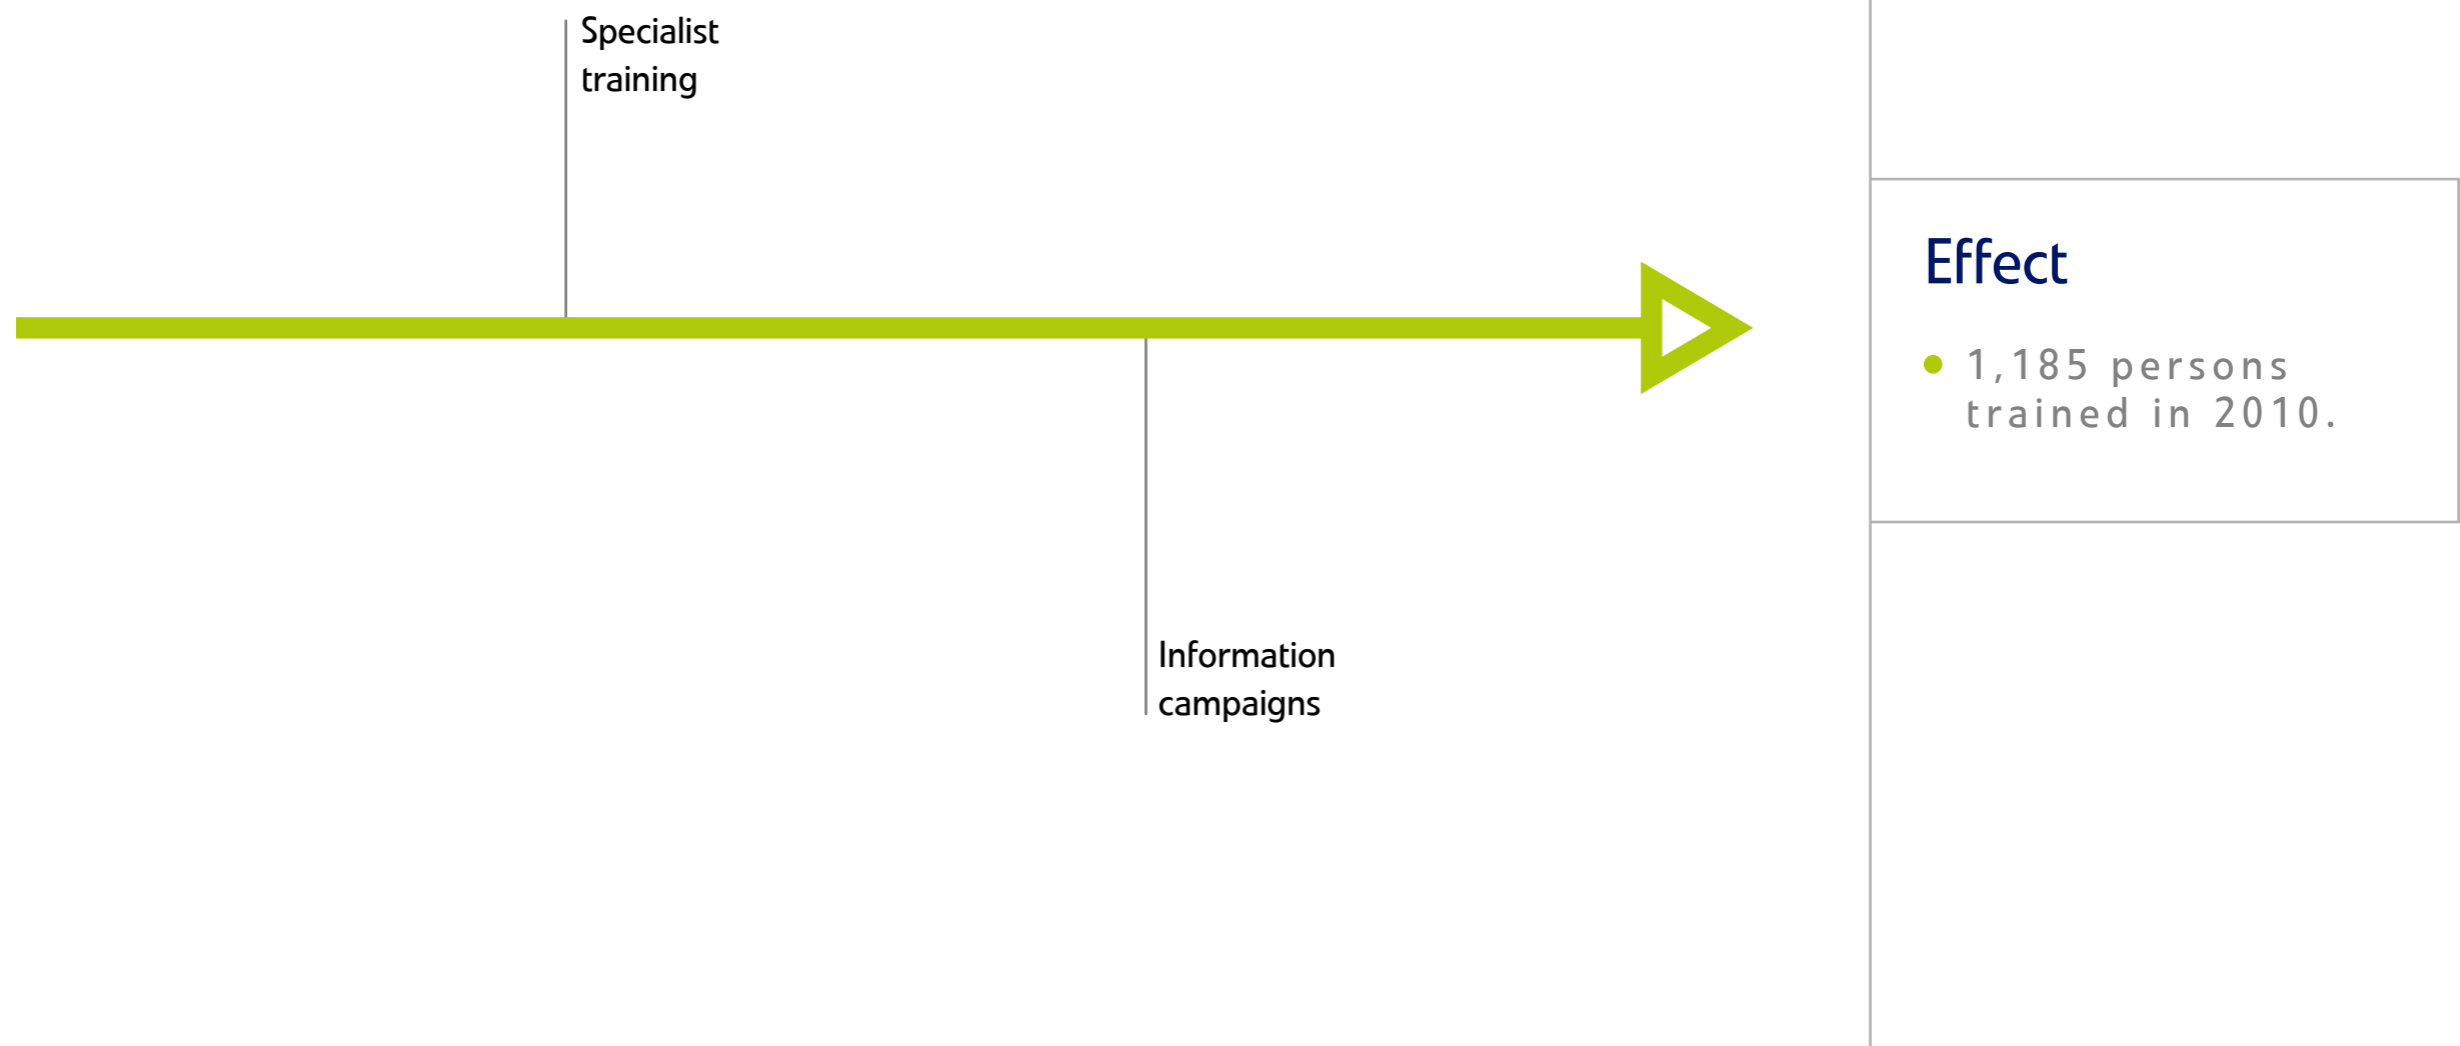 Specialist
training
Effect
1,185 persons
trained in 2010.
Information
campaigns